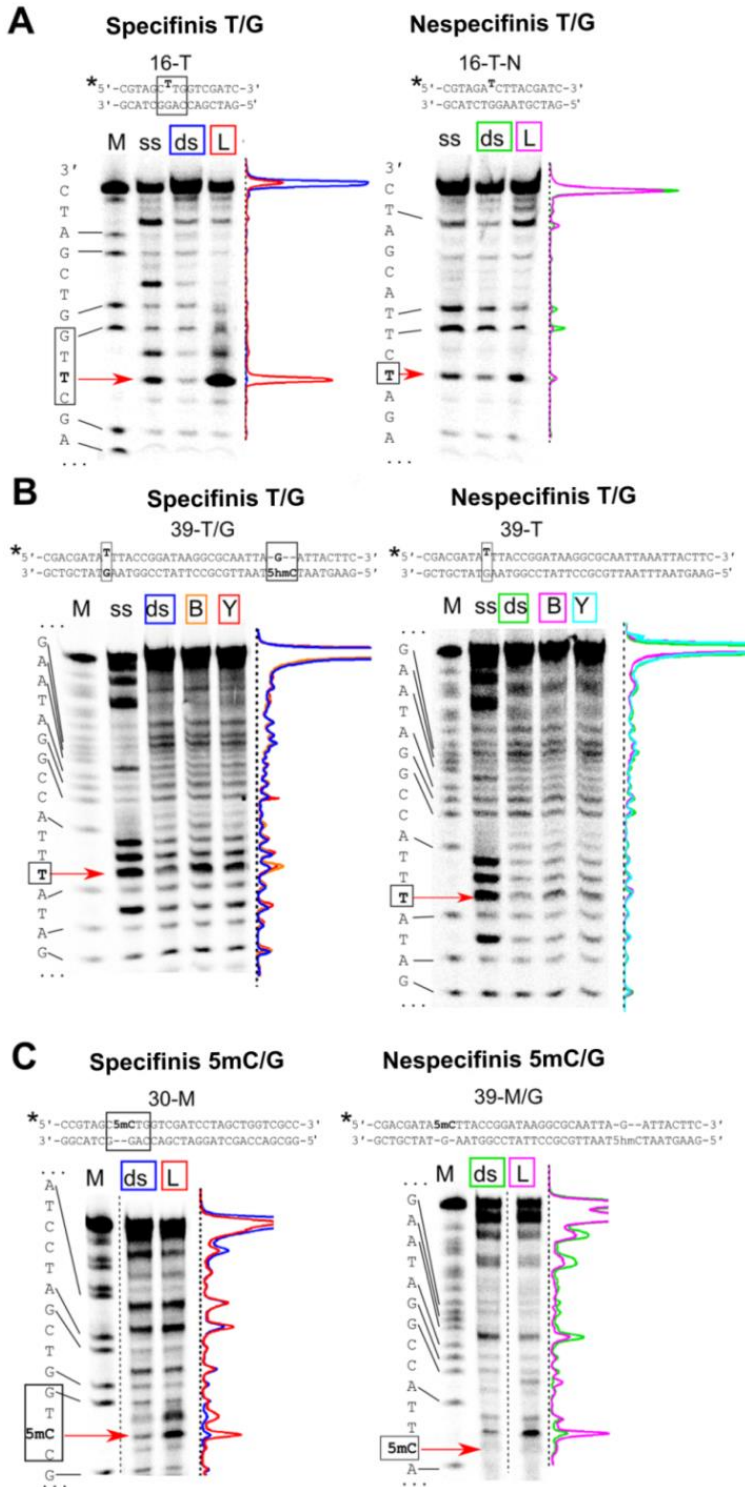 A
Specifinis T/G
Nespecifinis T/G
16-T
16-T-N
*5'-CGTAGCTTGGTCGATC-3'
3'-GCATCGGACCAGCTAG-5'
*5'-CGTAGATCTTACGATC-3'
3'-GCATCTGGAATGCTAG-5'
M ss ds L
ss ds L
3'
C
T
A
G
C
T
G
G
T
T
C
G
A
...
3'
C
T
A
G
C
A
T
T
C
T
A
G
A
...
B
Specifinis T/G
Nespecifinis T/G
39-T/G
39-T
*5'-CGACGATATTTACCGGATAAGGCGCAATTA-G--ATTACTTC-3'
3'-GCTGCTATGAATGGCCTATTCCGCGTTAAT5hmCTAATGAAG-5'
*5'-CGACGATATTTACCGGATAAGGCGCAATTAAATTACTTC-3'
3'-GCTGCTATGAATGGCCTATTCCGCGTTAATTTAATGAAG-5'
M ss ds B Y
M ss ds B Y
...
G
A
A
T
A
G
G
C
C
A
T
T
T
A
T
A
G
...
...
G
A
A
T
A
G
G
C
C
A
T
T
T
A
T
A
G
...
C
Specifinis 5mC/G
Nespecifinis 5mC/G
30-M
39-M/G
*5'-CCGTAGC5mCTGGTCGATCCTAGCTGGTCGCC-3'
3'-GGCATCG--GACCAGCTAGGATCGACCAGCGG-5'
*5'-CGACGATA5mCTTACCGGATAAGGCGCAATTA-G--ATTACTTC-3'
3'-GCTGCTAT-G-AATGGCCTATTCCGCGTTAAT5hmCTAATGAAG-5'
M ds L
M ds L
...
A
T
C
C
T
A
G
C
T
G
G
T
5mC
C
G
...
...
G
A
A
T
A
G
G
C
C
A
T
T
5mC
A
...